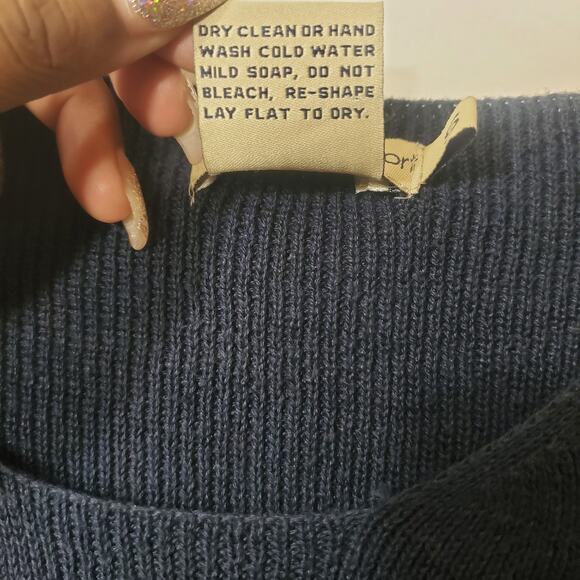 DRY CLEAN OR HAND
WASH COLD WATER
MILD SOAP, DO NOT
BLEACH, RE-SHAPE
LAY FLAT TO DRY.